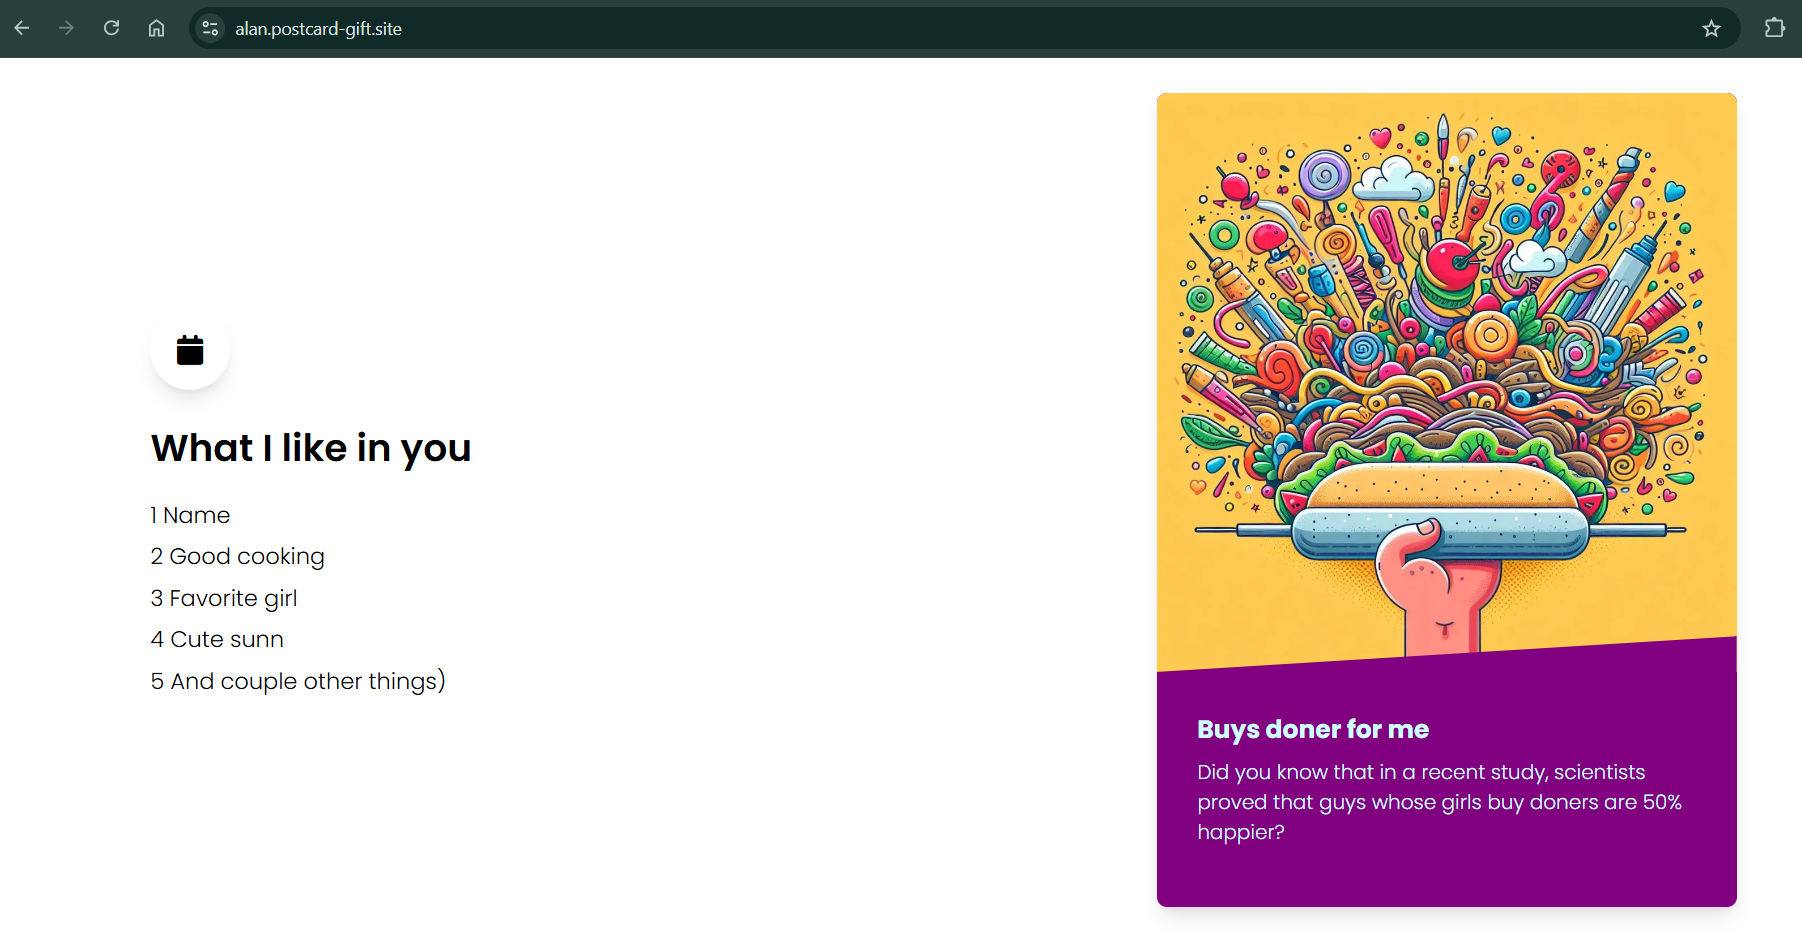 alan.postcard-gift.site
What I like in you
1 Name
2 Good cooking
3 Favorite girl
4 Cute sunn
5 And couple other things)
Buys doner for me
Did you know that in a recent study, scientists
proved that guys whose girls buy doners are 50%
happier?